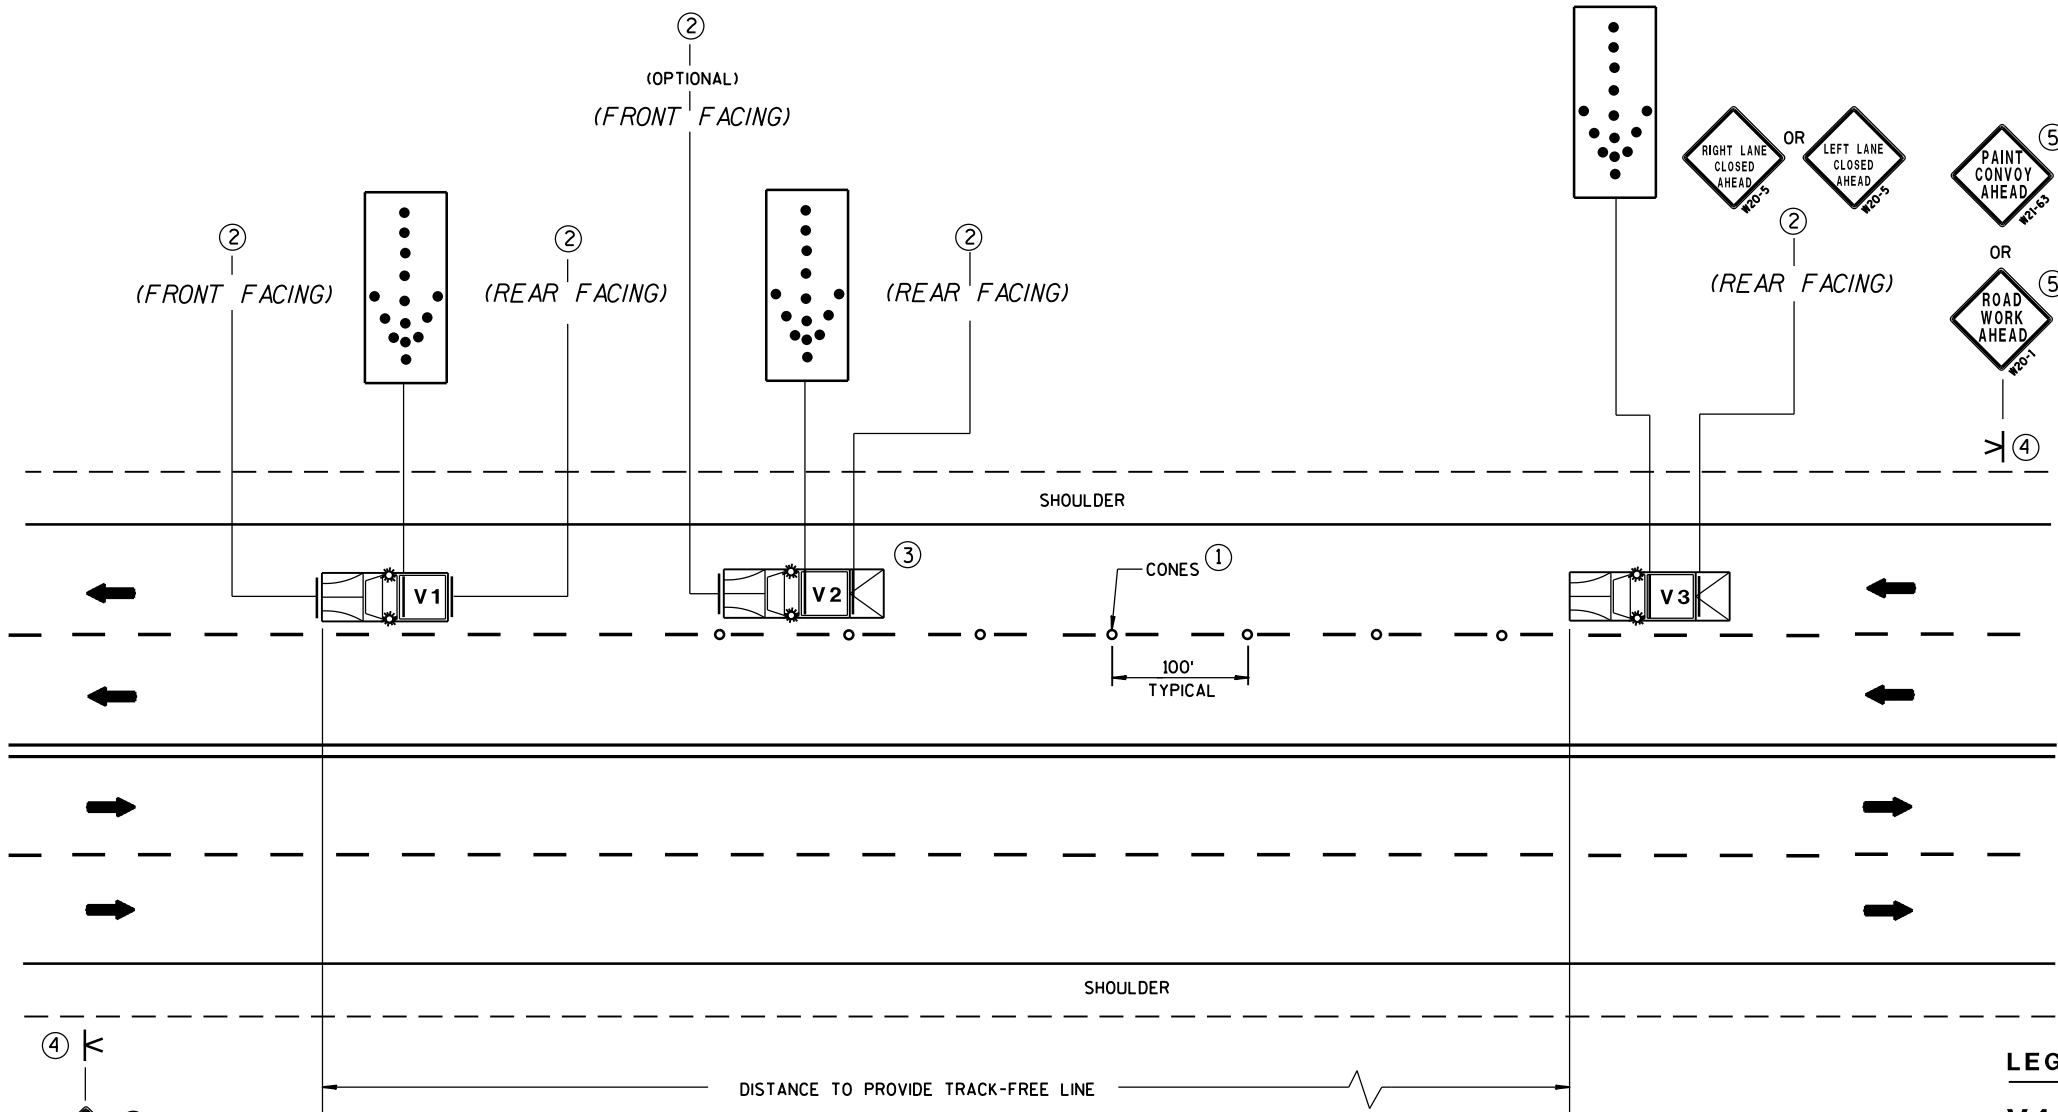 ②
(OPTIONAL)
(FRONT FACING)
②
(FRONT FACING)
②
(REAR FACING)
②
(REAR FACING)
RIGHT LANE
CLOSED
AHEAD
W20-5
OR
LEFT LANE
CLOSED
AHEAD
W20-5
②
(REAR FACING)
PAINT
CONVOY
AHEAD
W21-63
⑤
OR
ROAD
WORK
AHEAD
W20-1
⑤
④
SHOULDER
V1
V2
③
CONES ①
V3
100'
TYPICAL
SHOULDER
④
DISTANCE TO PROVIDE TRACK-FREE LINE
LEG